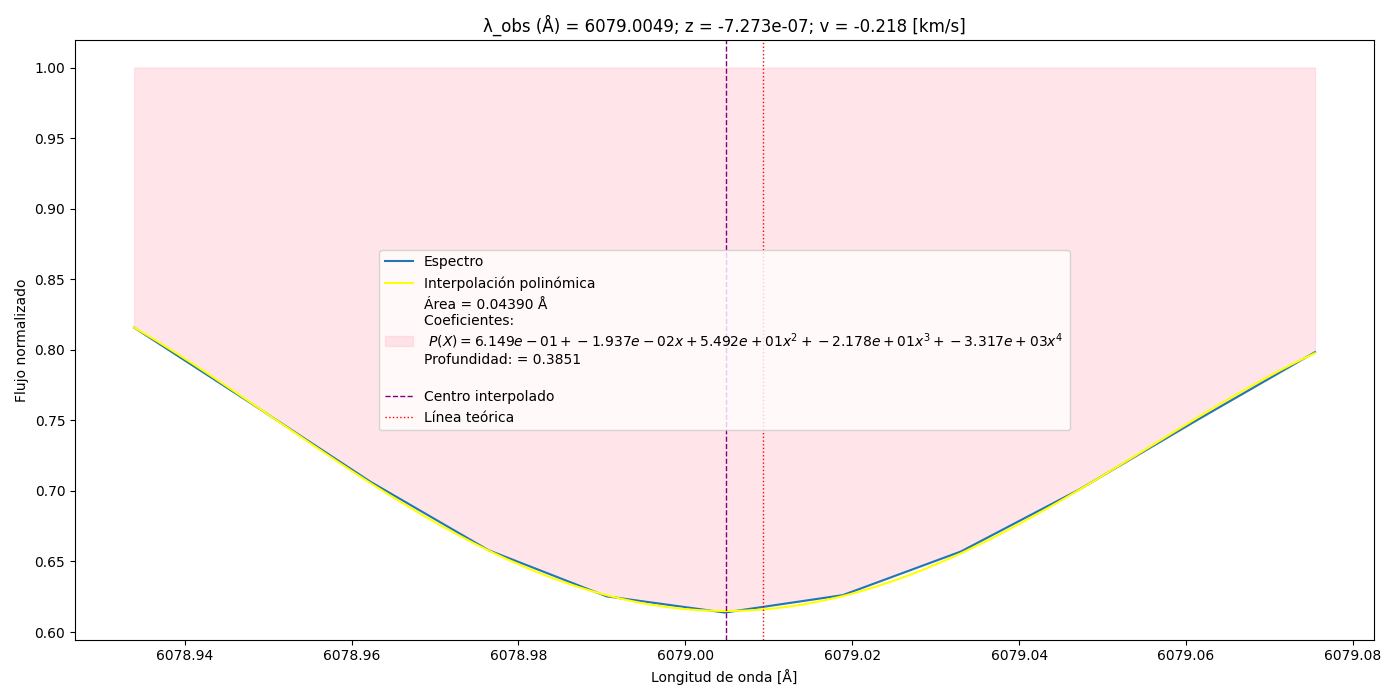 λ_obs (Å) = 6079.0049; z = -7.273e-07; v = -0.218 [km/s]
Flujo normalizado
1.00
0.95
0.90
0.85
0.80
0.75
0.70
0.65
0.60
Espectro
Interpolación polinómica
Área = 0.04390 Å
Coeficientes:
P(X) = 6.149e − 01 + −1.937e − 02x + 5.492e + 01x² + −2.178e + 01x³ + −3.317e + 03x⁴
Profundidad: = 0.3851
Centro interpolado
Línea teórica
6078.94
6078.96
6078.98
6079.00
6079.02
6079.04
6079.06
6079.08
Longitud de onda [Å]